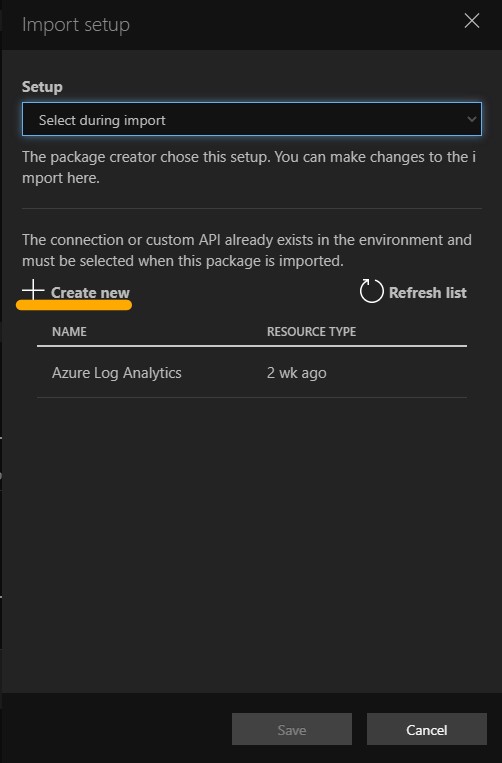 Import setup
Setup
Select during import
The package creator chose this setup. You can make changes to the i
mport here.
The connection or custom API already exists in the environment and
must be selected when this package is imported.
Create new
Refresh list
NAME
RESOURCE TYPE
Azure Log Analytics
2 wk ago
Save
Cancel